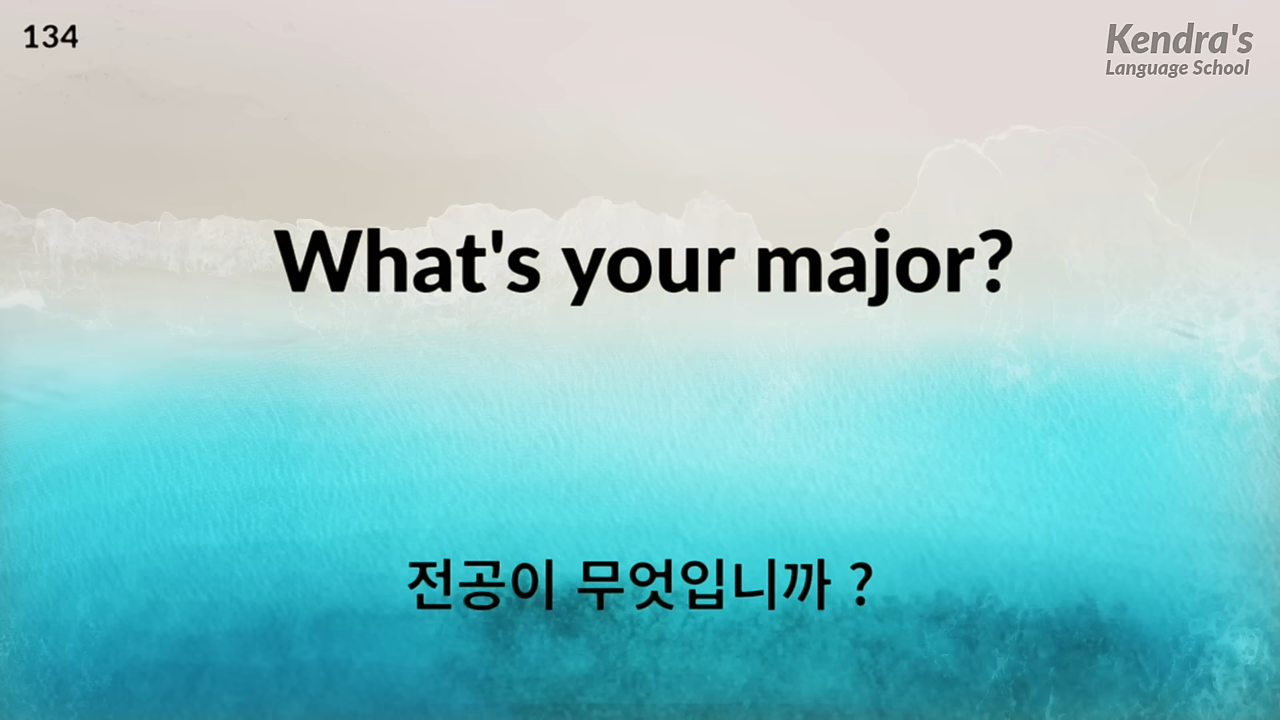 134
Kendra's
Language School
What's your major?
전공이 무엇입니까 ?